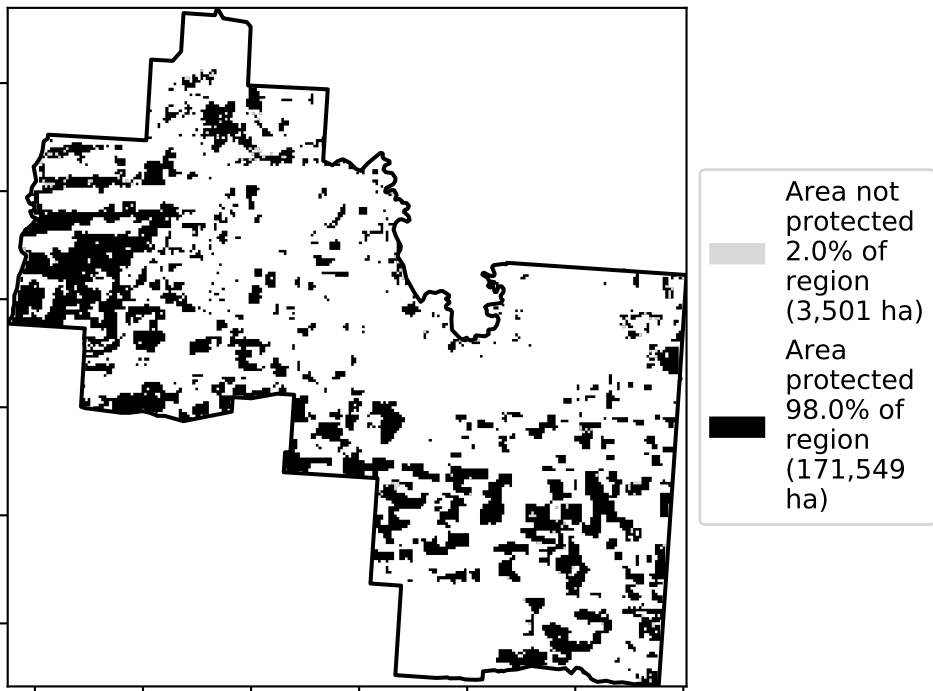 Area not
protected
2.0% of
region
(3,501 ha)
Area
protected
98.0% of
region
(171,549
ha)